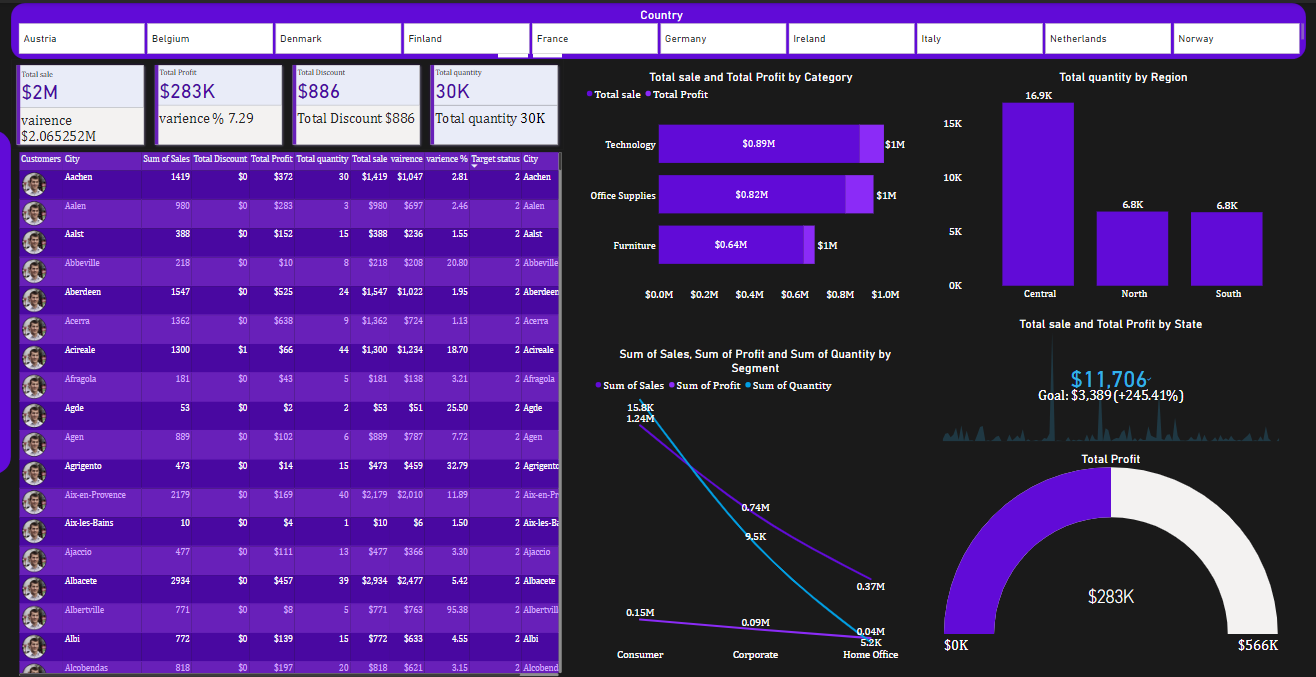 Country
Austria Belgium Denmark Finland France Germany Ireland Italy Netherlands Norway
Total sale
$2M
vairence
$2.065252M
Total Profit
$283K
varience % 7.29
Total Discount
$886
Total Discount $886
Total quantity
30K
Total quantity 30K
Customers City Sum of Sales Total Discount Total Profit Total quantity Total sale vairence varience % Target status City
Aachen 1419 $0 $372 30 $1,419 $1,047 2.81 2 Aachen
Aalen 980 $0 $283 3 $980 $697 2.46 2 Aalen
Aalst 388 $0 $152 15 $388 $236 1.55 2 Aalst
Abbeville 218 $0 $10 8 $218 $208 20.80 2 Abbeville
Aberdeen 1547 $0 $525 24 $1,547 $1,022 1.95 2 Aberdeen
Acerra 1362 $0 $638 9 $1,362 $724 1.13 2 Acerra
Acireale 1300 $1 $66 44 $1,300 $1,234 18.70 2 Acireale
Afragola 181 $0 $43 5 $181 $138 3.21 2 Afragola
Agde 53 $0 $2 2 $53 $51 25.50 2 Agde
Agen 889 $0 $102 6 $889 $787 7.72 2 Agen
Agrigento 473 $0 $14 15 $473 $459 32.79 2 Agrigento
Aix-en-Provence 2179 $0 $169 40 $2,179 $2,010 11.89 2 Aix-en-Pr
Aix-les-Bains 10 $0 $4 1 $10 $6 1.50 2 Aix-les-Ba
Ajaccio 477 $0 $111 13 $477 $366 3.30 2 Ajaccio
Albacete 2934 $0 $457 39 $2,934 $2,477 5.42 2 Albacete
Albertville 771 $0 $8 5 $771 $763 95.38 2 Albertvill
Albi 772 $0 $139 15 $772 $633 4.55 2 Albi
Alcobendas 818 $0 $197 20 $818 $621 3.15 2 Alcobend
Total sale and Total Profit by Category
Total sale Total Profit
Technology $0.89M $1M
Office Supplies $0.82M $1M
Furniture $0.64M $1M
$0.0M $0.2M $0.4M $0.6M $0.8M $1.0M
Sum of Sales, Sum of Profit and Sum of Quantity by
Segment
Sum of Sales Sum of Profit Sum of Quantity
15.8K
1.24M
0.74M
9.5K
0.37M
0.15M
0.09M
0.04M
5.2K
Consumer Corporate Home Office
Total quantity by Region
16.9K
15K
10K
6.8K 6.8K
5K
0K
Central North South
Total sale and Total Profit by State
$11,706
Goal: $3,389 (+245.41%)
Total Profit
$283K
$0K $566K